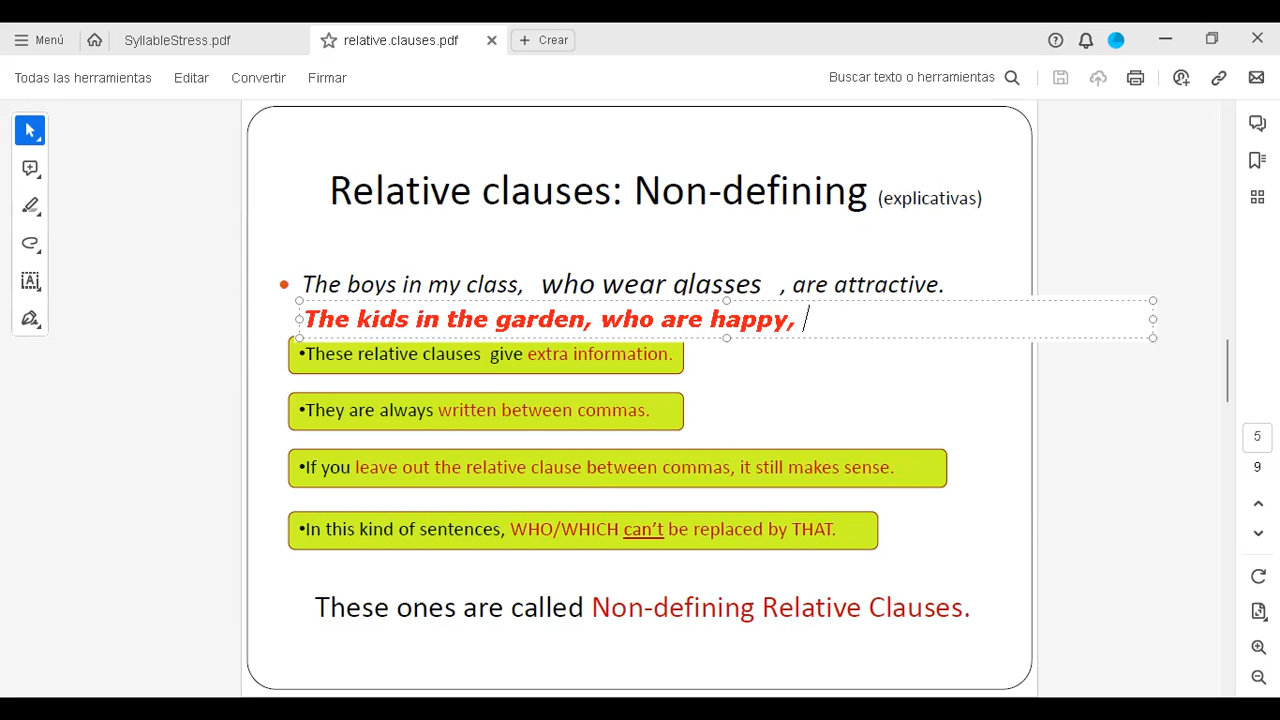 Menú
SyllableStress.pdf
relative.clauses.pdf
Crear
Todas las herramientas
Editar
Convertir
Firmar
Buscar texto o herramientas
Relative clauses: Non-defining (explicativas)
• The boys in my class, who wear glasses , are attractive.
The kids in the garden, who are happy,
•These relative clauses give extra information.
•They are always written between commas.
•If you leave out the relative clause between commas, it still makes sense.
•In this kind of sentences, WHO/WHICH can't be replaced by THAT.
These ones are called Non-defining Relative Clauses.
5
9